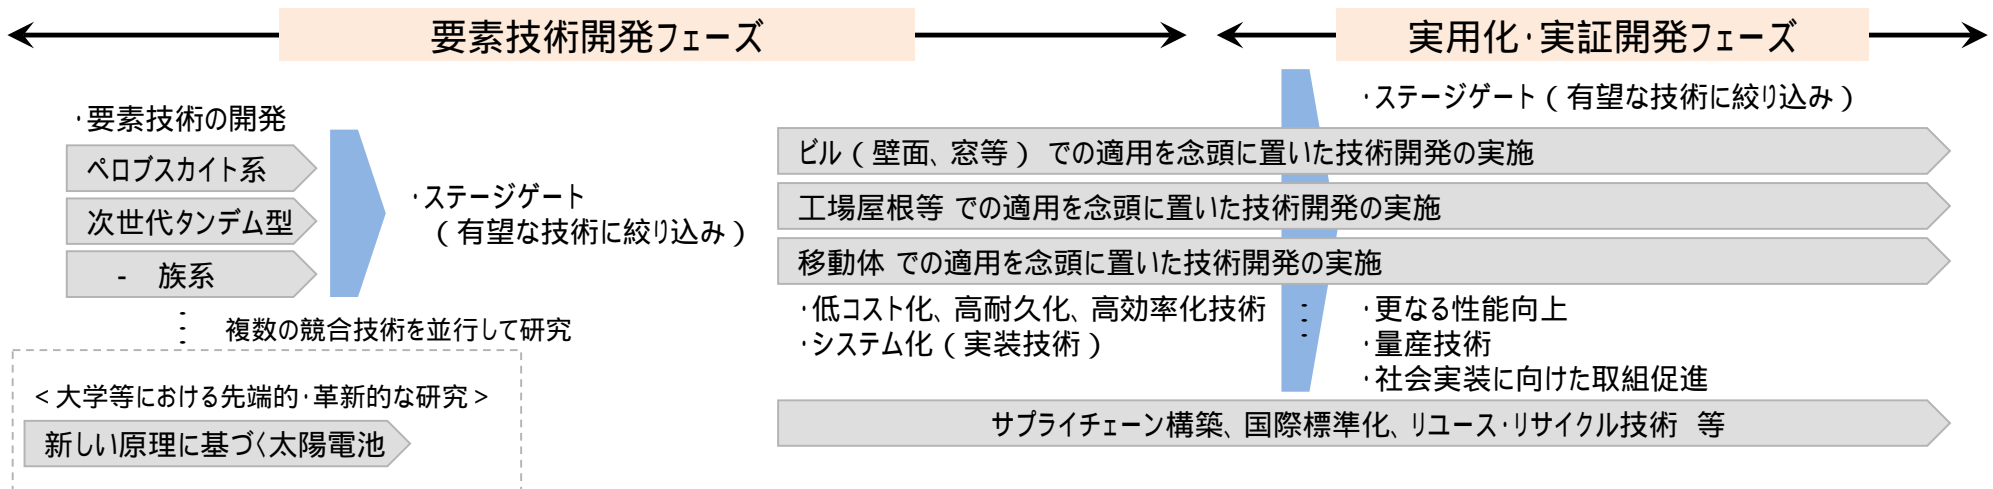 要素技術開発フェーズ
実用化・実証開発フェーズ
・要素技術の開発
ペロブスカイト系
次世代タンデム型
- 族系
⋮
複数の競合技術を並行して研究
・ステージゲート
(有望な技術に絞り込み)
<大学等における先端的・革新的な研究>
新しい原理に基づく太陽電池
・ステージゲート(有望な技術に絞り込み)
ビル(壁面、窓等) での適用を念頭に置いた技術開発の実施
工場屋根等 での適用を念頭に置いた技術開発の実施
移動体 での適用を念頭に置いた技術開発の実施
・低コスト化、高耐久化、高効率化技術
・システム化(実装技術)
⋮
・更なる性能向上
・量産技術
・社会実装に向けた取組促進
サプライチェーン構築、国際標準化、リユース・リサイクル技術 等